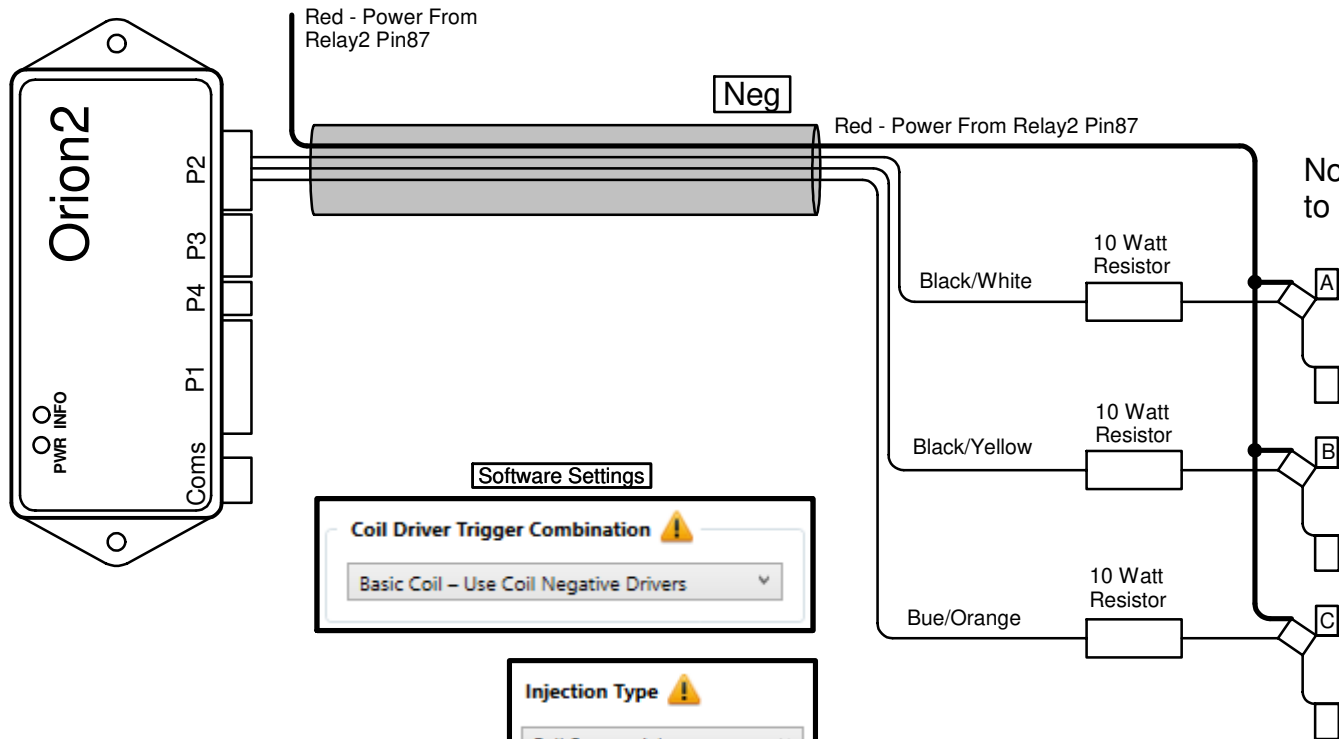 Red - Power From
Relay2 Pin87
Neg
Red - Power From Relay2 Pin87
Orion2
P2
P3
P4
P1
Coms
INFO
PWR
to
10 Watt
Resistor
Black/White
A
10 Watt
Resistor
Black/Yellow
B
10 Watt
Resistor
Bue/Orange
C
Software Settings
Coil Driver Trigger Combination
Basic Coil – Use Coil Negative Drivers
Injection Type